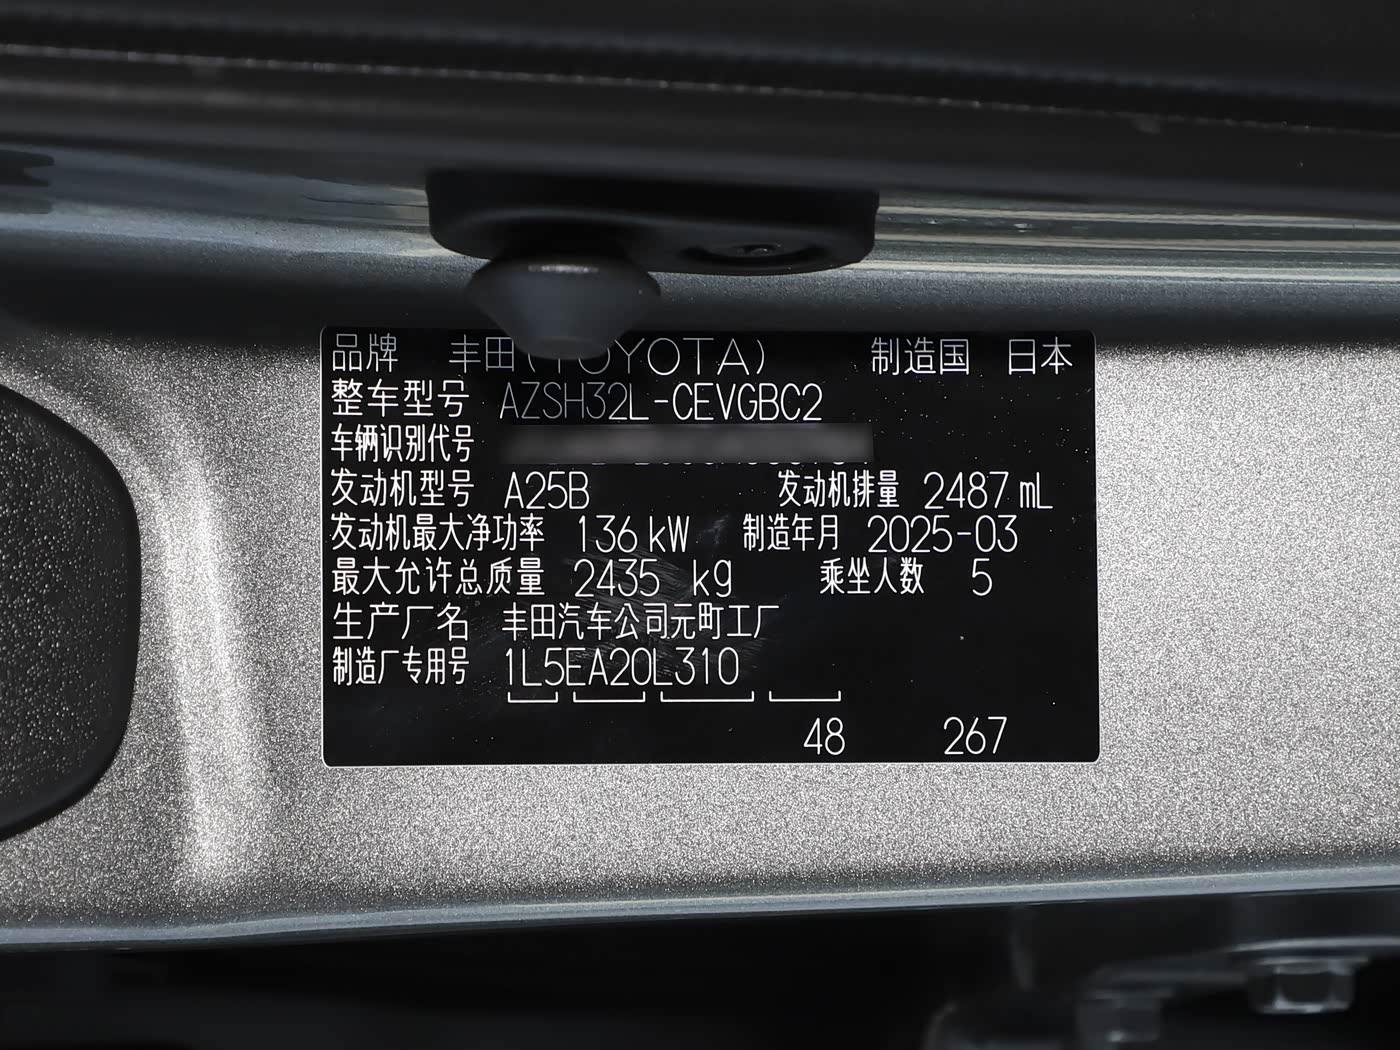 品牌 丰田(TOYOTA) 制造国 日本
整车型号 AZSH32L-CEVGBC2
车辆识别代号
发动机型号 A25B 发动机排量 2487 mL
发动机最大净功率 136 kW 制造年月 2025-03
最大允许总质量 2435 kg 乘坐人数 5
生产厂名 丰田汽车公司元町工厂
制造厂专用号 1L5EA20L310
48 267